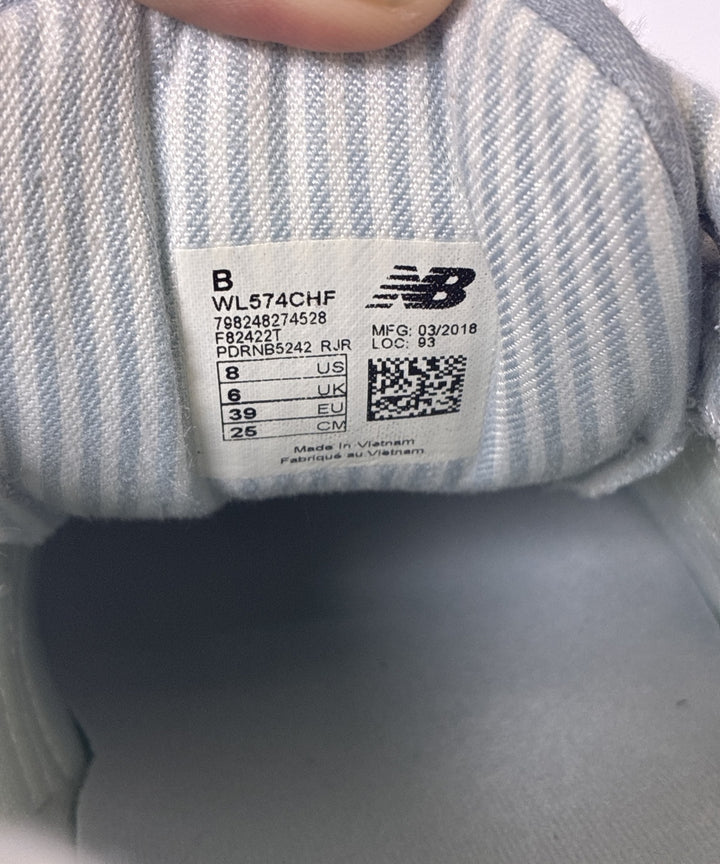 B
WL574CHF
798248274528
F82422T
PDRNB5242 RJR
NB
MFG: 03/2018
LOC: 93
8 US
6 UK
39 EU
25 CM
Made in Vietnam
Fabriqué au Vietnam